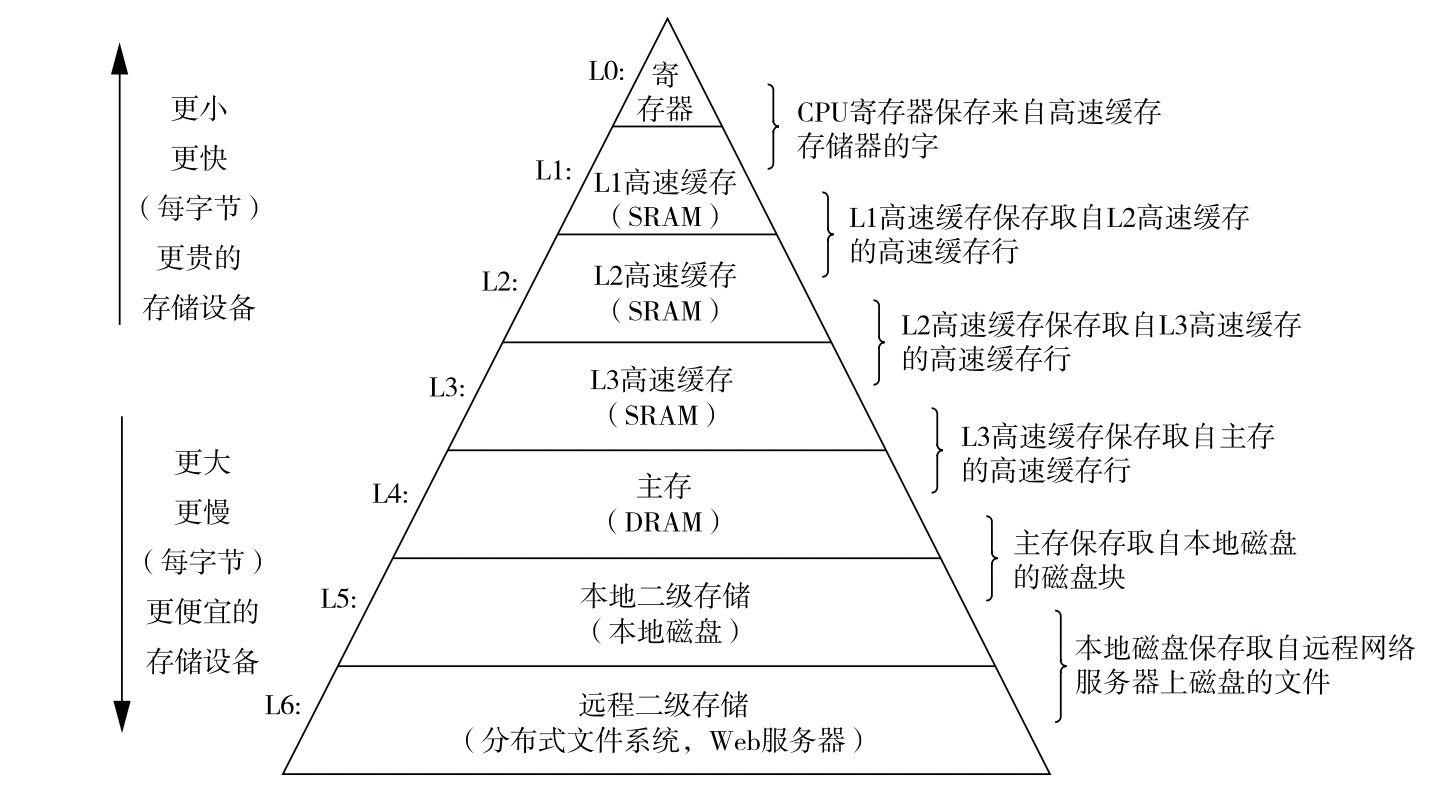 更小
更快
（每字节）
更贵的
存储设备
更大
更慢
（每字节）
更便宜的
存储设备
L0:
寄
存器
L1:
L1高速缓存
（SRAM）
L2:
L2高速缓存
（SRAM）
L3:
L3高速缓存
（SRAM）
L4:
主存
（DRAM）
L5:
本地二级存储
（本地磁盘）
L6:
远程二级存储
（分布式文件系统，Web服务器）
CPU寄存器保存来自高速缓存
存储器的字
L1高速缓存保存取自L2高速缓存
的高速缓存行
L2高速缓存保存取自L3高速缓存
的高速缓存行
L3高速缓存保存取自主存
的高速缓存行
主存保存取自本地磁盘
的磁盘块
本地磁盘保存取自远程网络
服务器上磁盘的文件